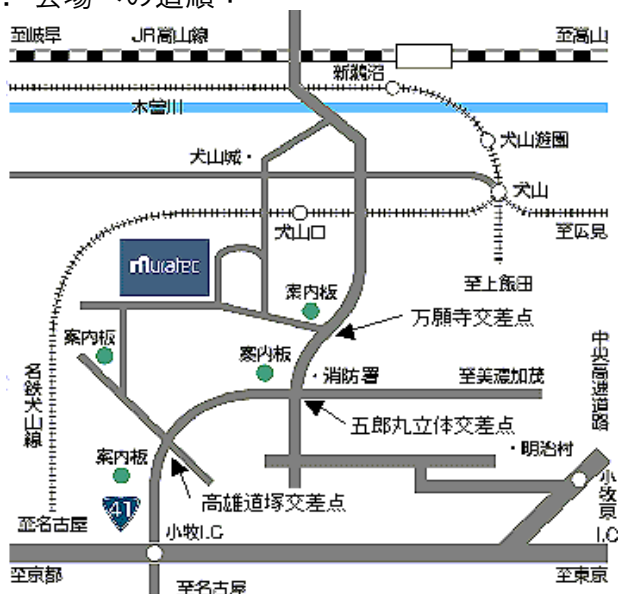 会場への道順:
至岐阜
JR高山線
至高山
新鵜沼
木曽川
犬山遊園
犬山城・
犬山
犬山口
至広見
muratec
至上飯田
案内板
万願寺交差点
案内板
案内板
・消防署
至美濃加茂
中央高速道路
名鉄犬山線
五郎丸立体交差点
・明治村
案内板
小牧東I.C
41
高雄道塚交差点
至名古屋
小牧I.C
至京都
至東京
至名古屋